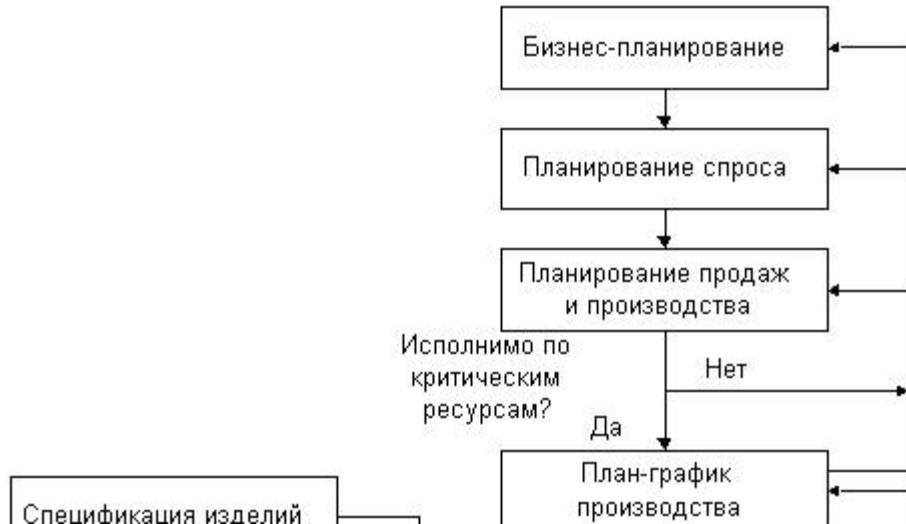 Бизнес-планирование
Планирование спроса
Планирование продаж
и производства
Исполнимо по
критическим
ресурсам?
Нет
Да
План-график
производства
Спецификация изделий